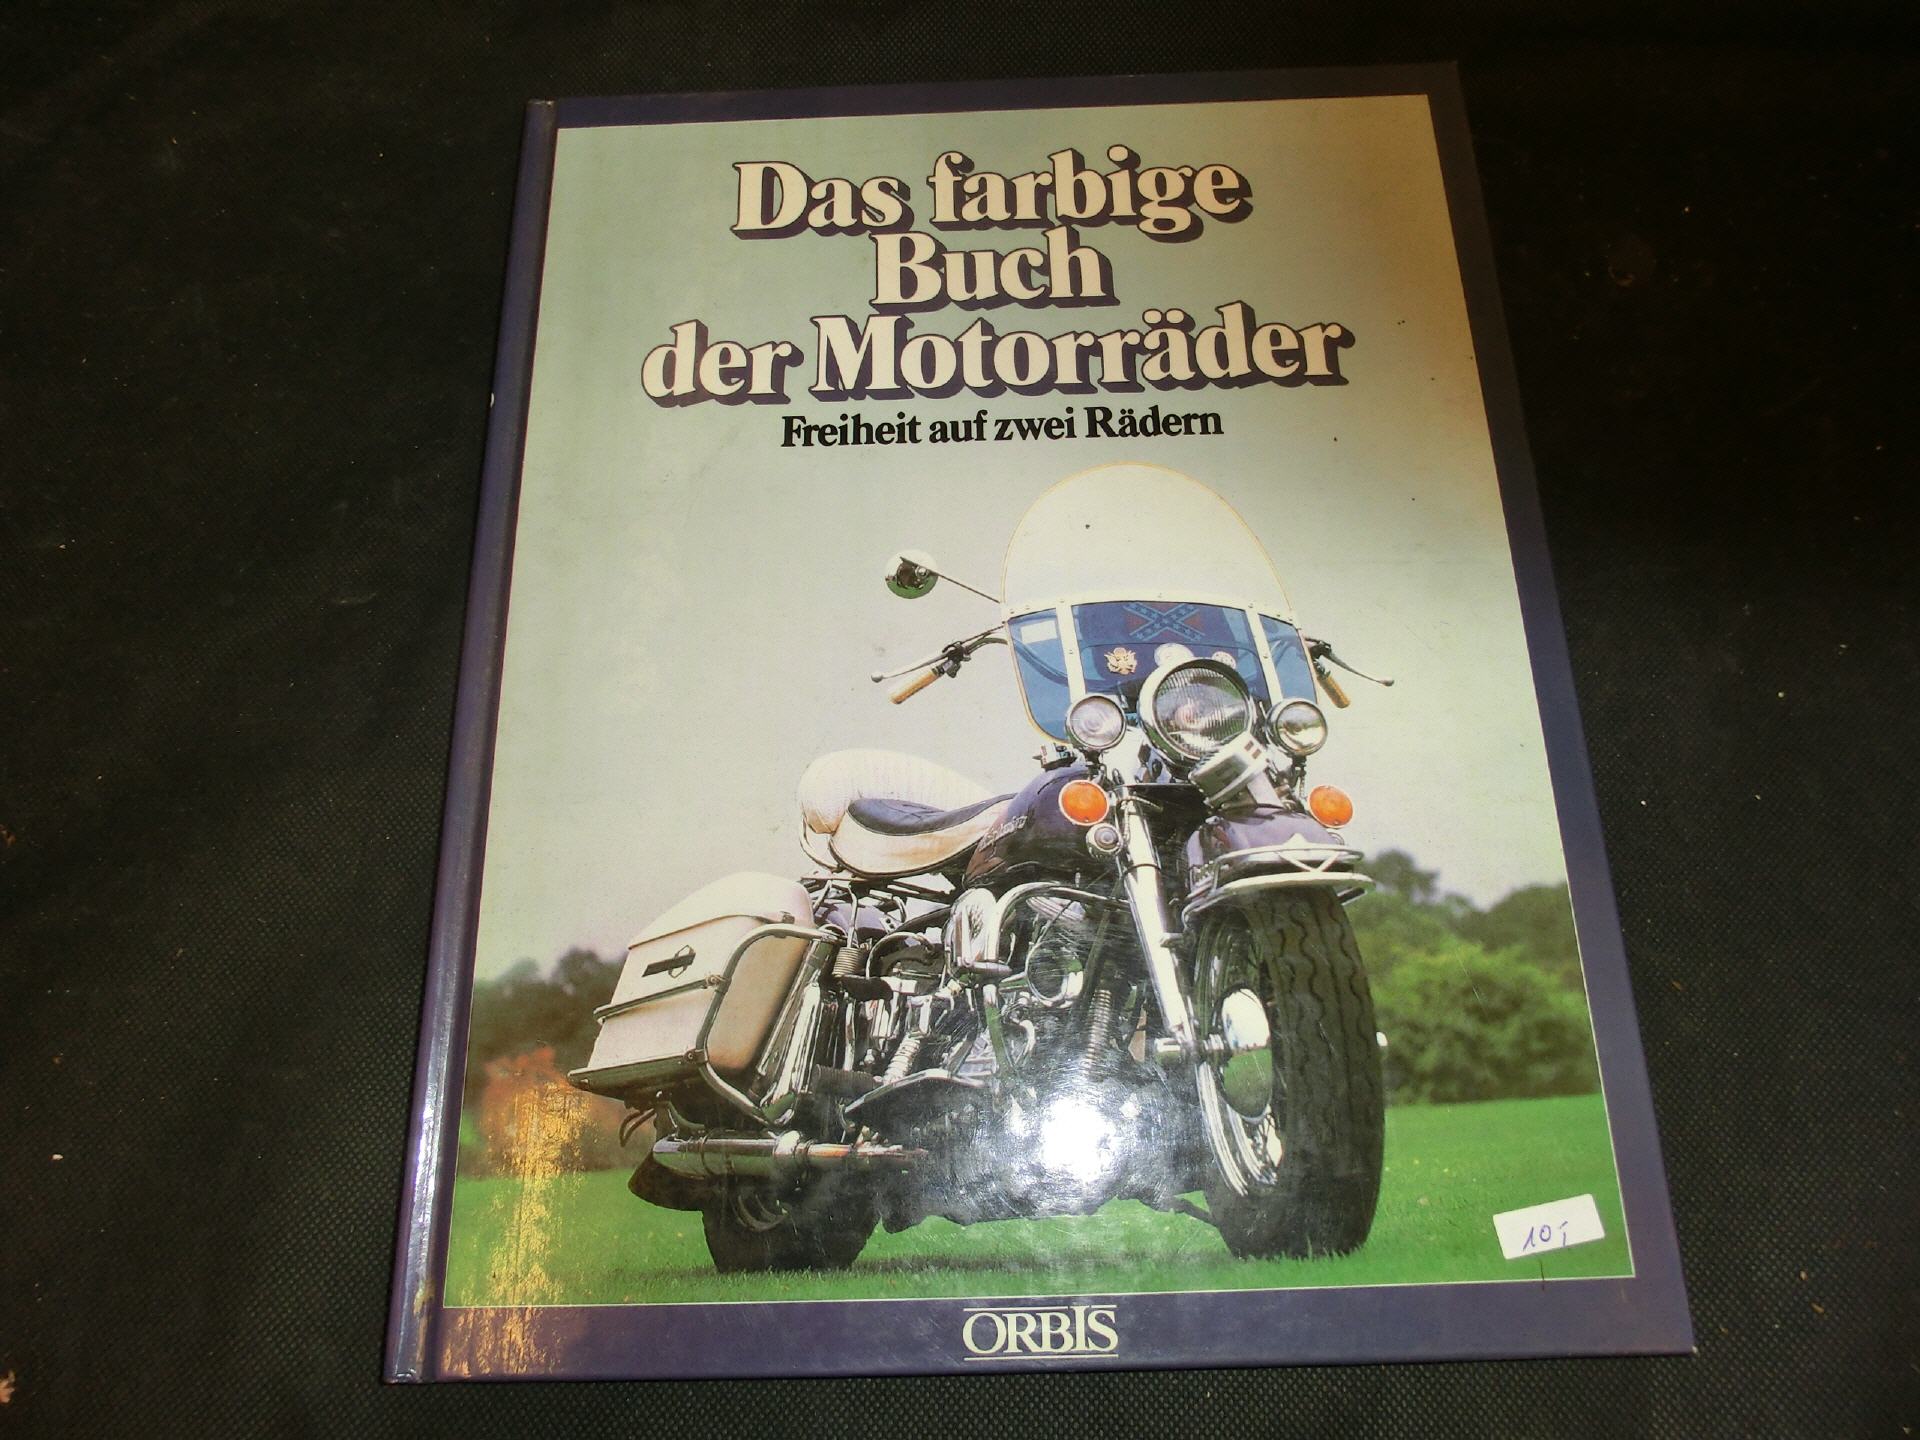 Das farbige
Buch
der Motorräder
Freiheit auf zwei Rädern
10,-
ORBIS